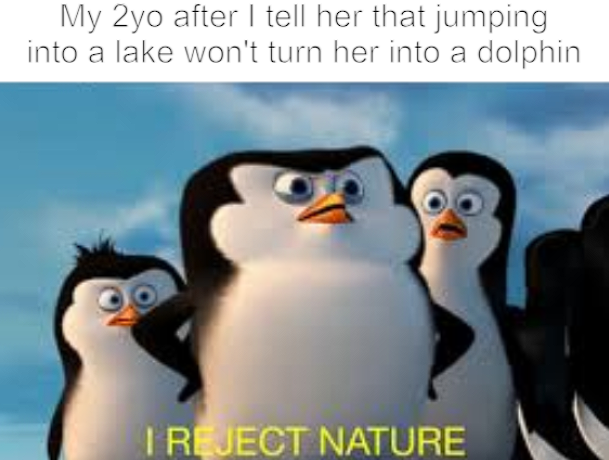 My 2yo after I tell her that jumping
into a lake won't turn her into a dolphin
I REJECT NATURE